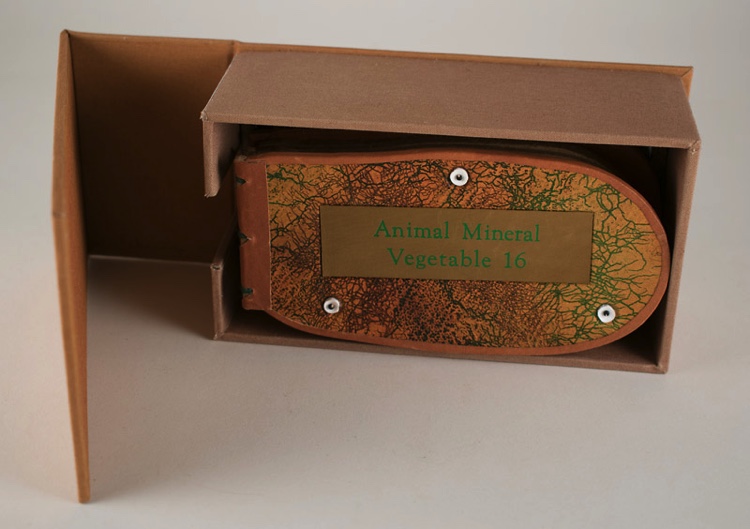 Animal Mineral
Vegetable 16